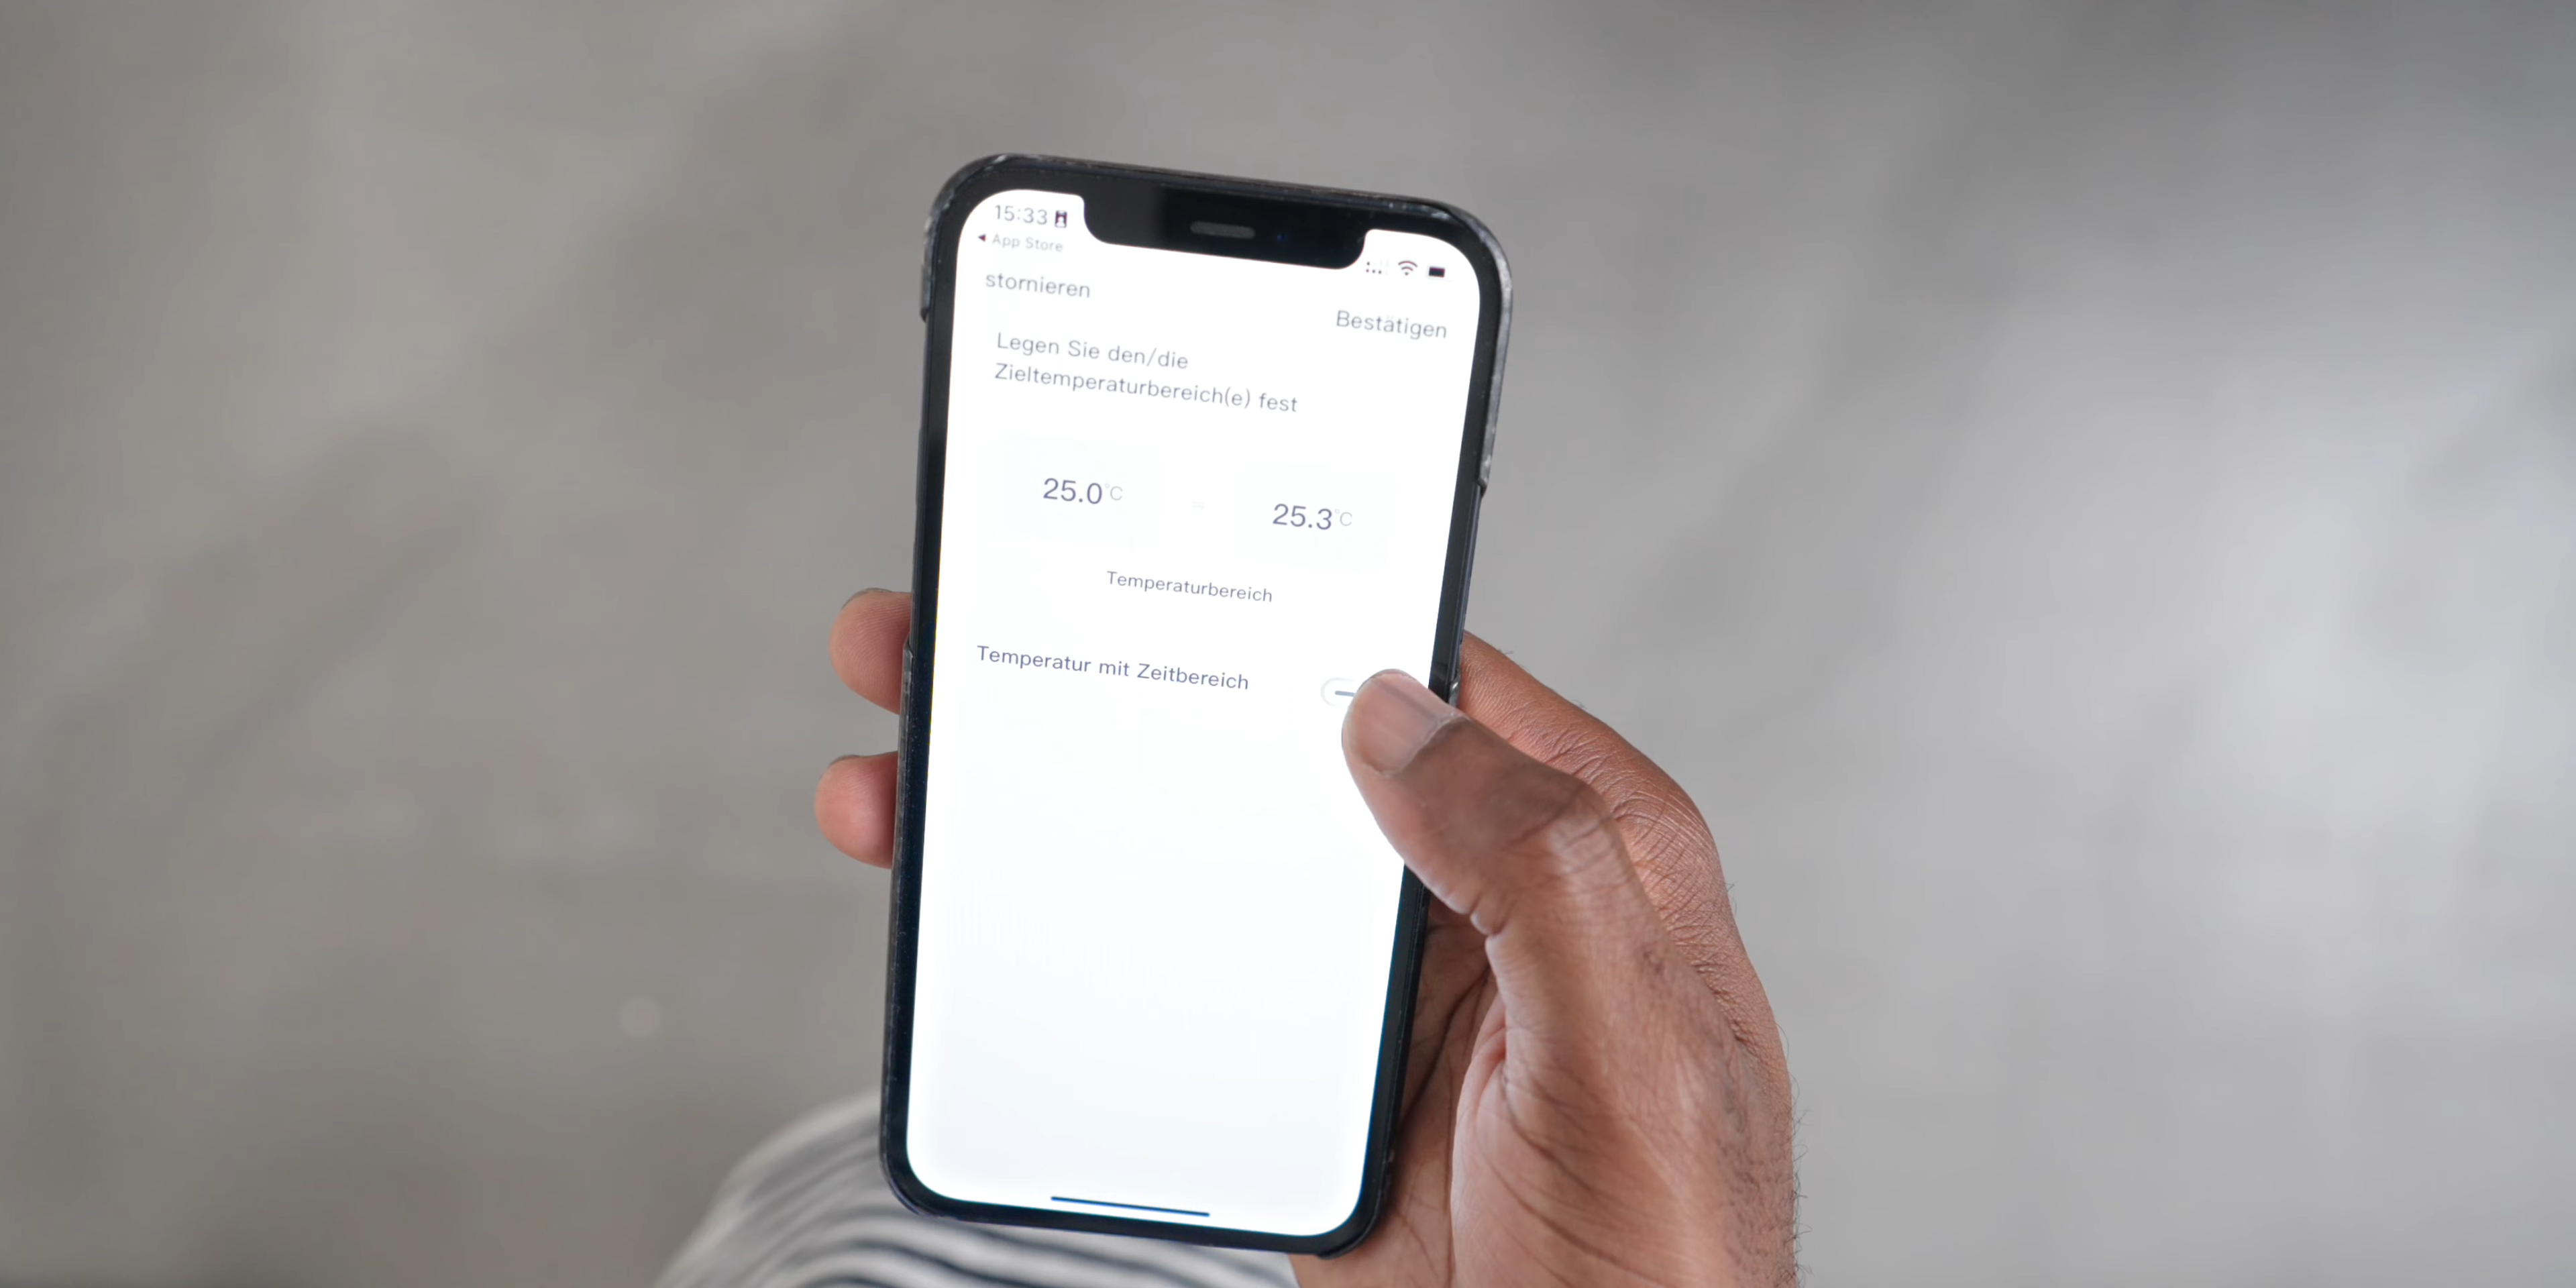 15:33
◂ App Store
stornieren
Bestätigen
Legen Sie den/die
Zieltemperaturbereich(e) fest
25.0°C
25.3°C
Temperaturbereich
Temperatur mit Zeitbereich